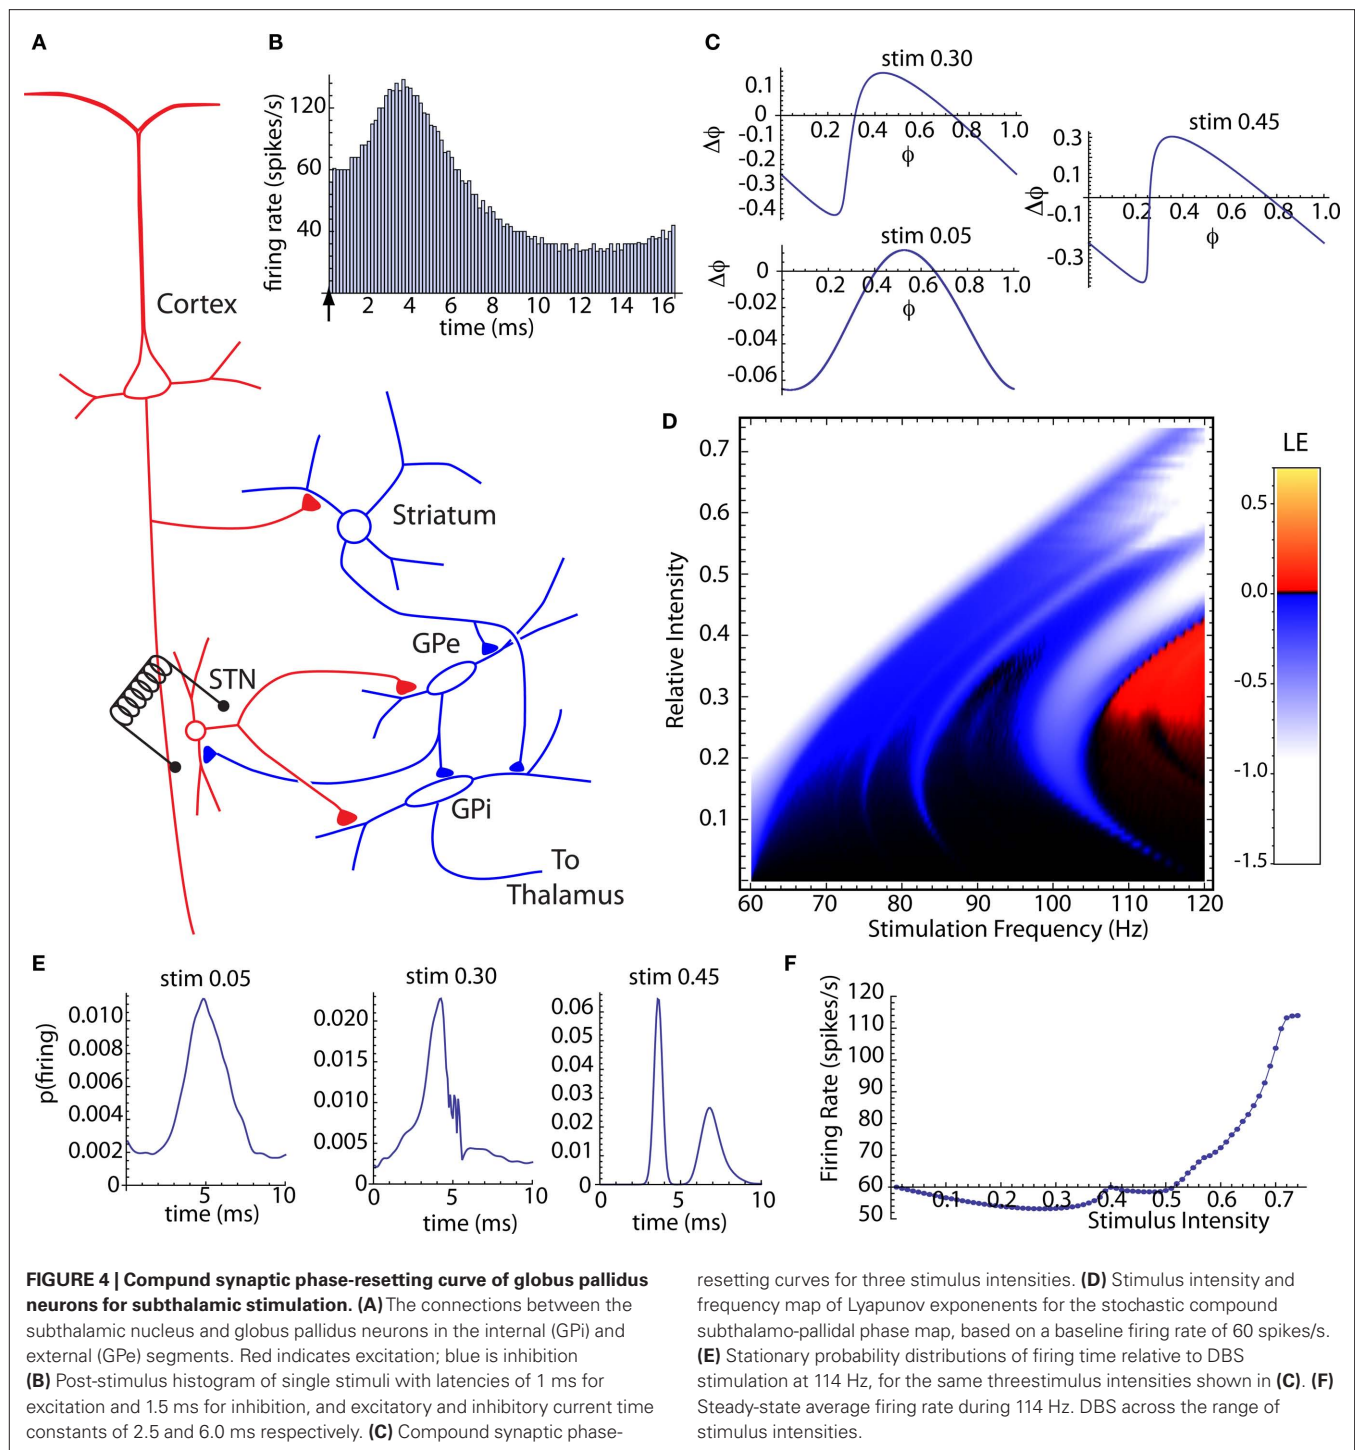 A
B
C
firing rate (spikes/s)
120
60
40
2 4 6 8 10 12 14 16
time (ms)
stim 0.30
0.1
0
-0.1
-0.2
-0.3
-0.4
Δϕ
0.2 0.4 0.6 0.8 1.0
ϕ
stim 0.45
0.3
0.1
-0.1
-0.3
Δϕ
0.2 0.4 0.6 0.8 1.0
ϕ
stim 0.05
0
-0.02
-0.04
-0.06
Δϕ
0.2 0.4 0.6 0.8 1.0
ϕ
Cortex
Striatum
GPe
STN
GPi
To
Thalamus
D
Relative Intensity
0.7
0.6
0.5
0.4
0.3
0.2
0.1
60 70 80 90 100 110 120
Stimulation Frequency (Hz)
LE
0.5
0.0
-0.5
-1.0
-1.5
E
stim 0.05
p(firing)
0.010
0.008
0.006
0.004
0.002
0
5 10
time (ms)
stim 0.30
0.020
0.015
0.010
0.005
0
0 5 10
time (ms)
stim 0.45
0.06
0.05
0.04
0.03
0.02
0.01
0
0 5 10
time (ms)
F
Firing Rate (spikes/s)
120
110
100
90
80
70
60
50
0.1 0.2 0.3 0.4 0.5 0.6 0.7
Stimulus Intensity
FIGURE 4 | Compund synaptic phase-resetting curve of globus pallidus
neurons for subthalamic stimulation. (A) The connections between the
subthalamic nucleus and globus pallidus neurons in the internal (GPi) and
external (GPe) segments. Red indicates excitation; blue is inhibition
(B) Post-stimulus histogram of single stimuli with latencies of 1 ms for
excitation and 1.5 ms for inhibition, and excitatory and inhibitory current time
constants of 2.5 and 6.0 ms respectively. (C) Compound synaptic phase-
resetting curves for three stimulus intensities. (D) Stimulus intensity and
frequency map of Lyapunov exponenents for the stochastic compound
subthalamo-pallidal phase map, based on a baseline firing rate of 60 spikes/s.
(E) Stationary probability distributions of firing time relative to DBS
stimulation at 114 Hz, for the same threestimulus intensities shown in (C). (F)
Steady-state average firing rate during 114 Hz. DBS across the range of
stimulus intensities.